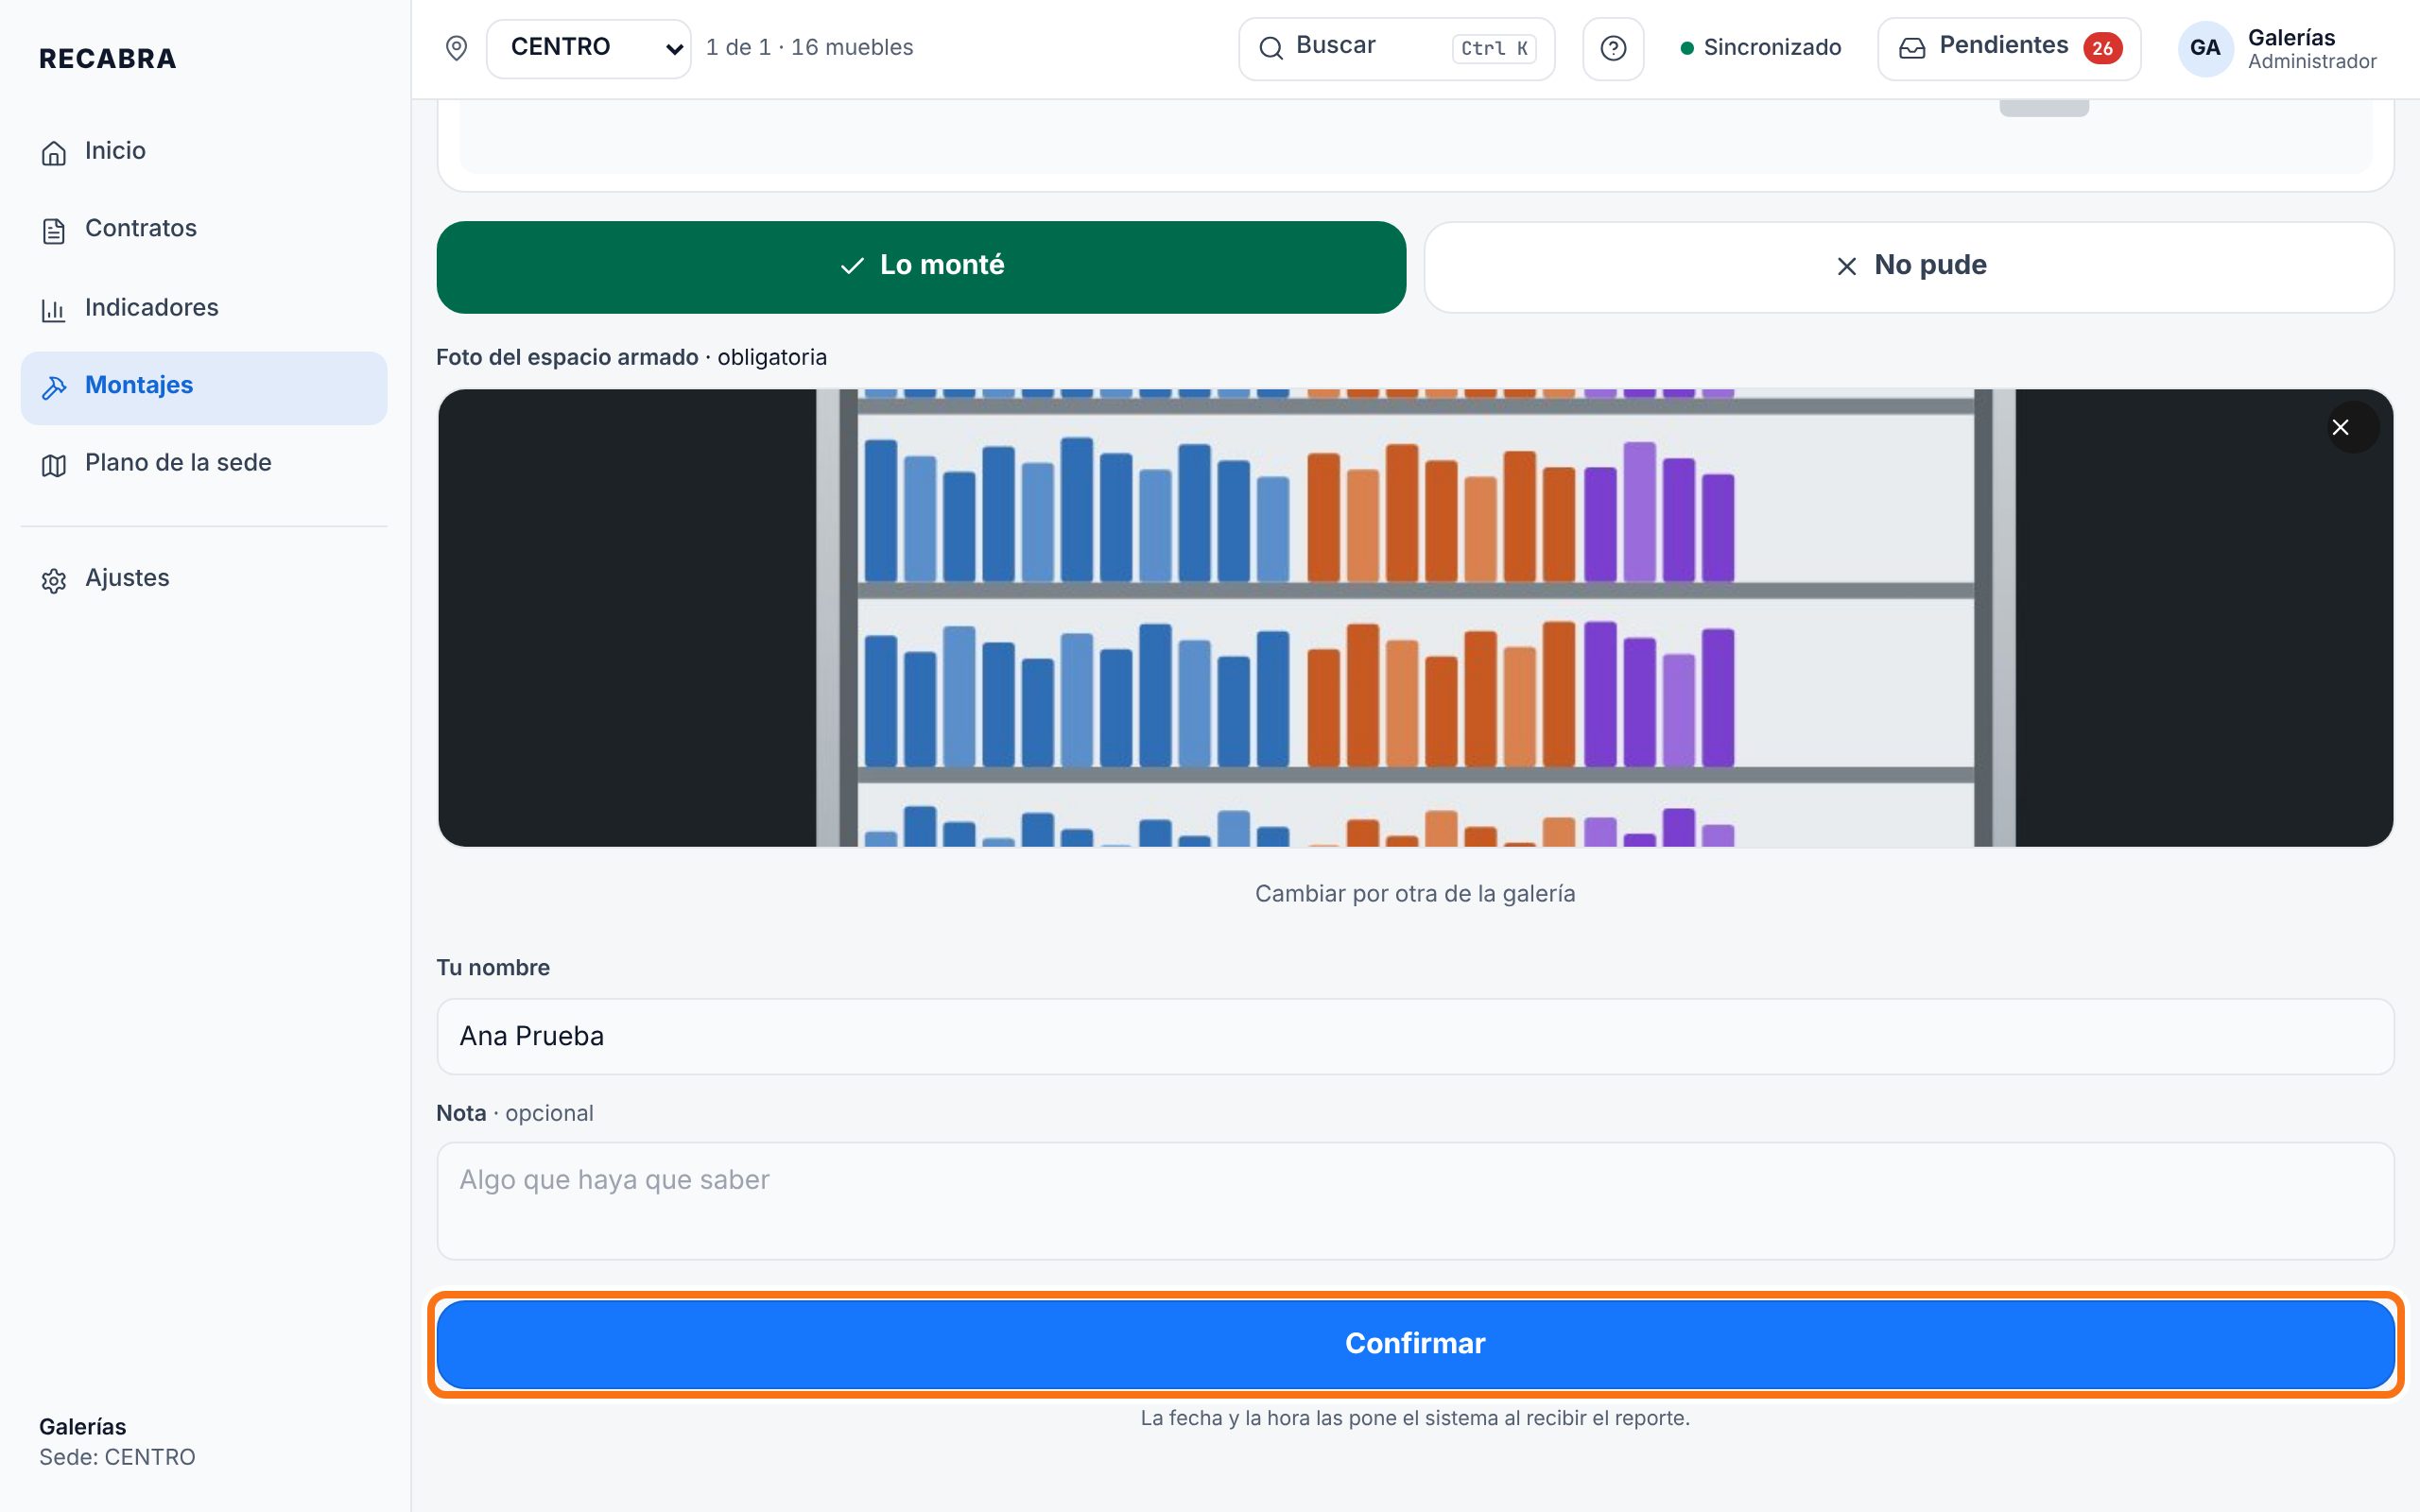 RECABRA
CENTRO
1 de 1 · 16 muebles
Buscar
Ctrl K
Sincronizado
Pendientes 26
GA
Galerías
Administrador
Inicio
Contratos
Indicadores
Montajes
Plano de la sede
Ajustes
Lo monté
No pude
Foto del espacio armado · obligatoria
Cambiar por otra de la galería
Tu nombre
Ana Prueba
Nota · opcional
Algo que haya que saber
Confirmar
La fecha y la hora las pone el sistema al recibir el reporte.
Galerías
Sede: CENTRO